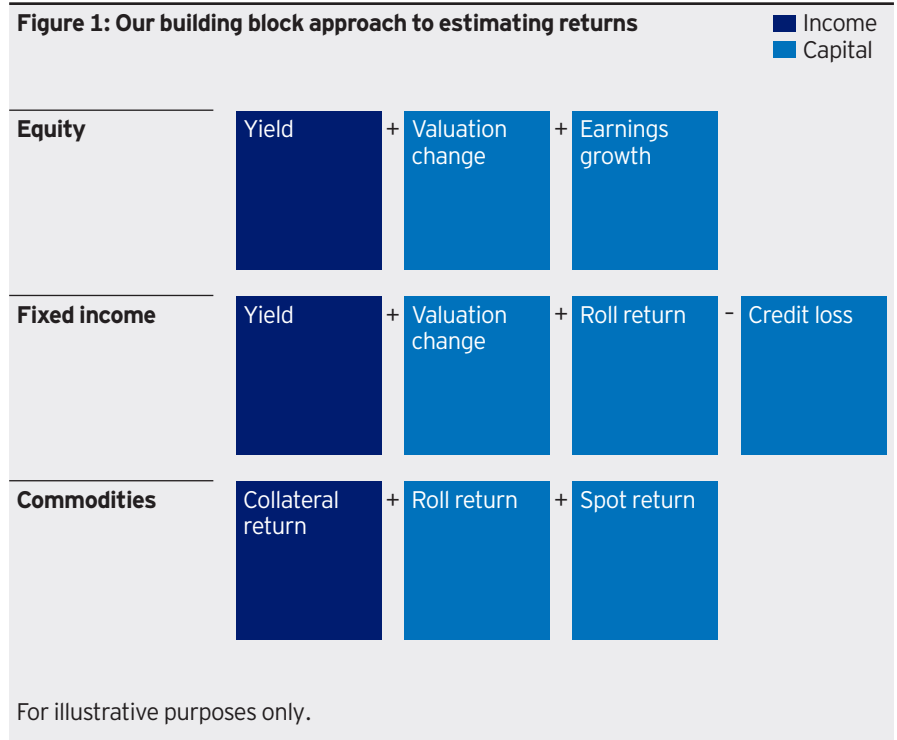 Figure 1: Our building block approach to estimating returns
Income
Capital
Equity
Yield
+ Valuation
change
+ Earnings
growth
Fixed income
Yield
+ Valuation
change
+ Roll return
- Credit loss
Commodities
Collateral
return
+ Roll return
+ Spot return
For illustrative purposes only.